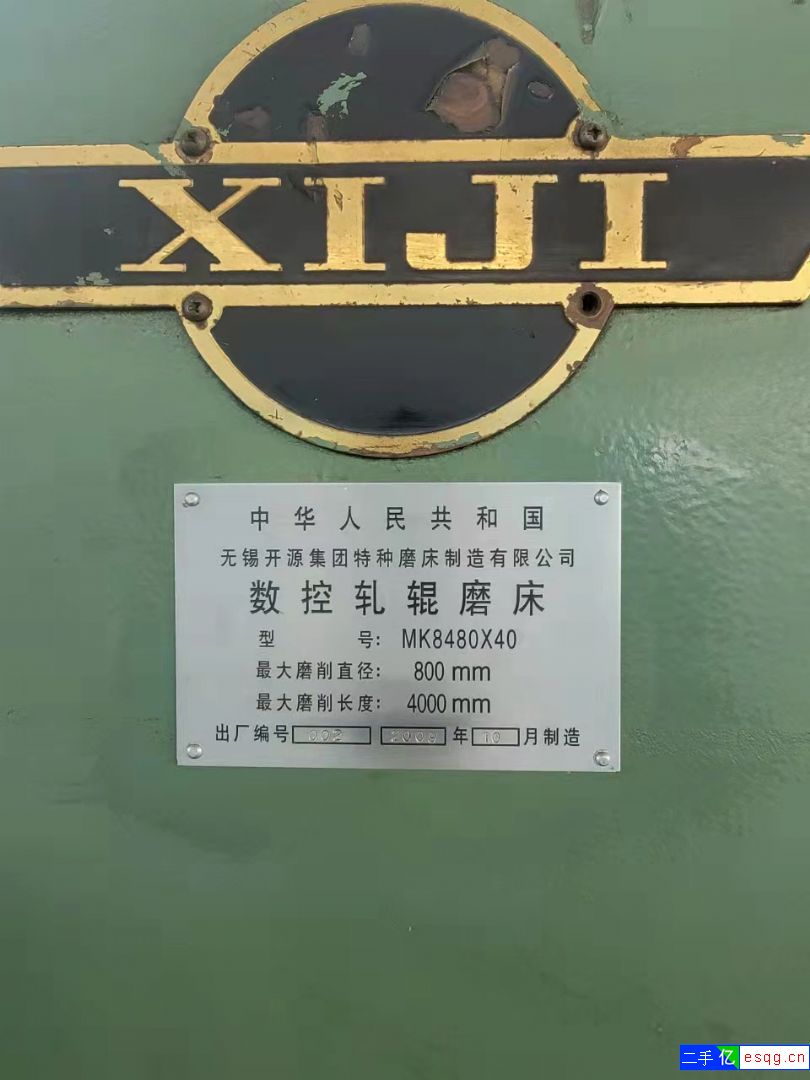 XIJI
中华人民共和国
无锡开源集团特种磨床制造有限公司
数控轧辊磨床
型 号: MK8480X40
最大磨削直径: 800 mm
最大磨削长度: 4000 mm
出厂编号 002 2009 年 10 月制造
二手亿 esqg.cn